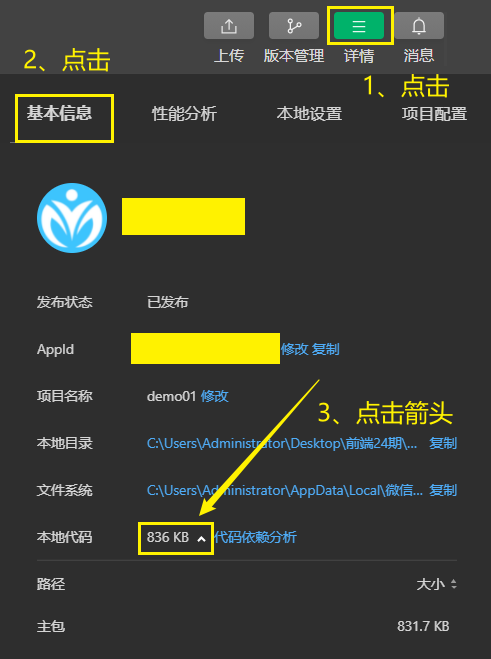 2、点击
上传 版本管理 详情 消息
1、点击
基本信息 性能分析 本地设置 项目配置
发布状态 已发布
AppId 修改 复制
项目名称 demo01 修改
3、点击箭头
本地目录 C:\Users\Administrator\Desktop\前端24期\... 复制
文件系统 C:\Users\Administrator\AppData\Local\微信... 复制
本地代码 836 KB 代码依赖分析
路径 大小
主包 831.7 KB